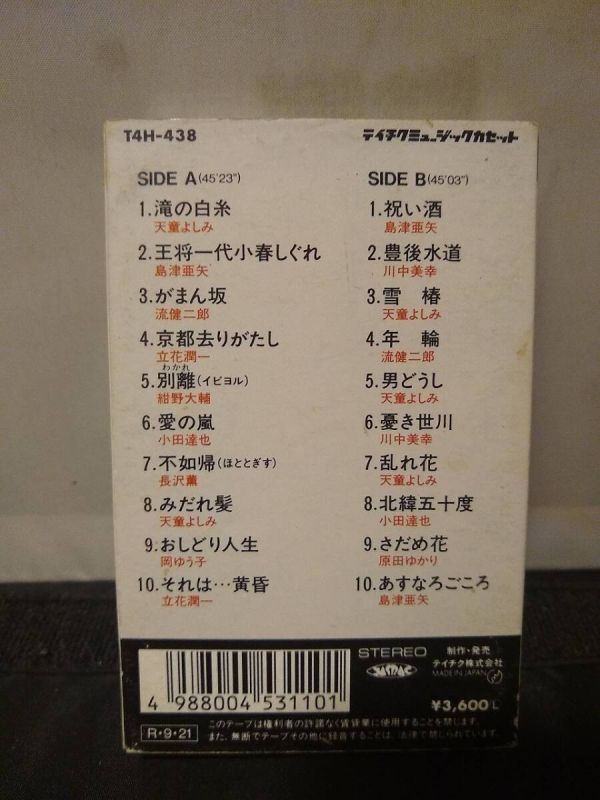 T4H-438
テイチクミュージックカセット
SIDE A (45'23")
1.滝の白糸
天童よしみ
2.王将一代小春しぐれ
島津亜矢
3.がまん坂
流健二郎
4.京都去りがたし
立花潤一
わかれ
5.別離(イビヨル)
紺野大輔
6.愛の嵐
小田達也
7.不如帰(ほととぎす)
長沢薫
8.みだれ髪
天童よしみ
9.おしどり人生
岡ゆう子
10.それは…黄昏
立花潤一
SIDE B (45'03")
1.祝い酒
島津亜矢
2.豊後水道
川中美幸
3.雪 椿
天童よしみ
4.年 輪
流健二郎
5.男どうし
天童よしみ
6.憂き世川
川中美幸
7.乱れ花
天童よしみ
8.北緯五十度
小田達也
9.さだめ花
原田ゆかり
10.あすなろごころ
島津亜矢
4 988004 531101
STEREO
制作・発売
テイチク株式会社
MADE IN JAPAN
¥3,600 L
R・9・21
このテープは権利者の許諾なく賃貸業に使用することを禁じます。
また、無断でテープその他に録音することは、法律で禁じられています。